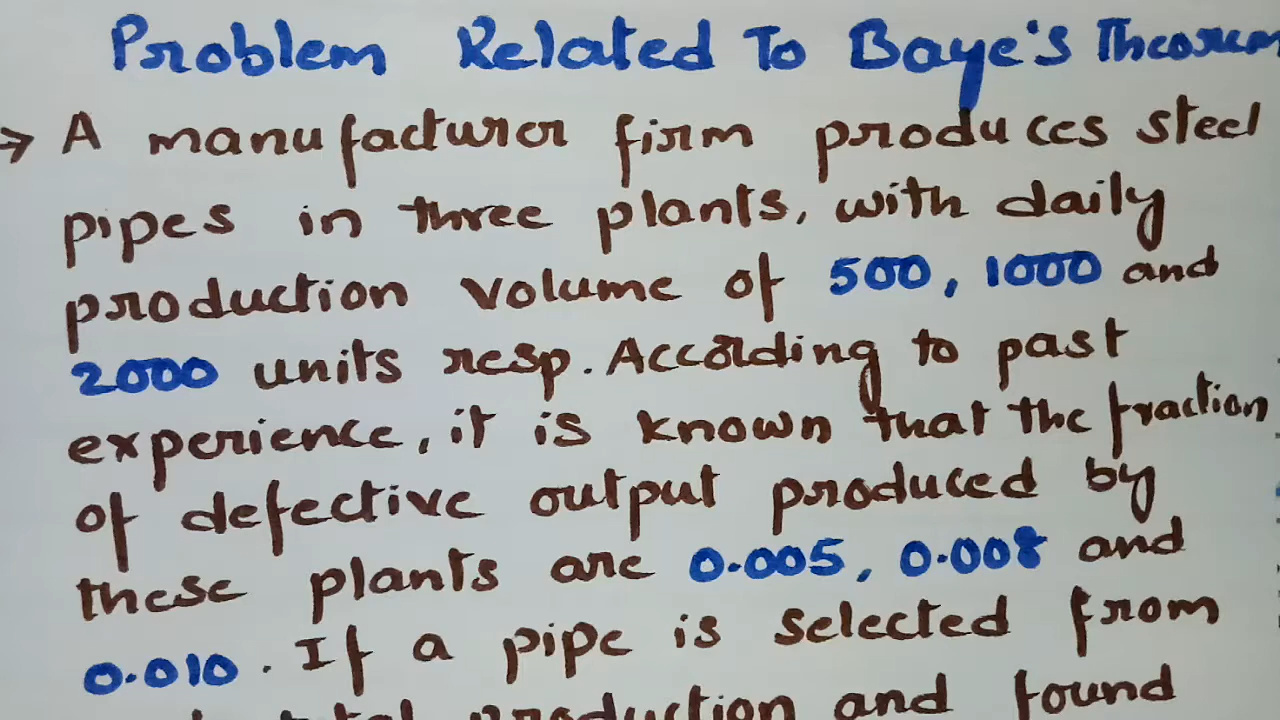 Problem Related To Baye's Theorem
→ A manufacturer firm produces steel
pipes in three plants, with daily
production volume of 500, 1000 and
2000 units resp. According to past
experience, it is known that the fraction
of defective output produced by
these plants are 0.005, 0.008 and
0.010. If a pipe is selected from
total production and found